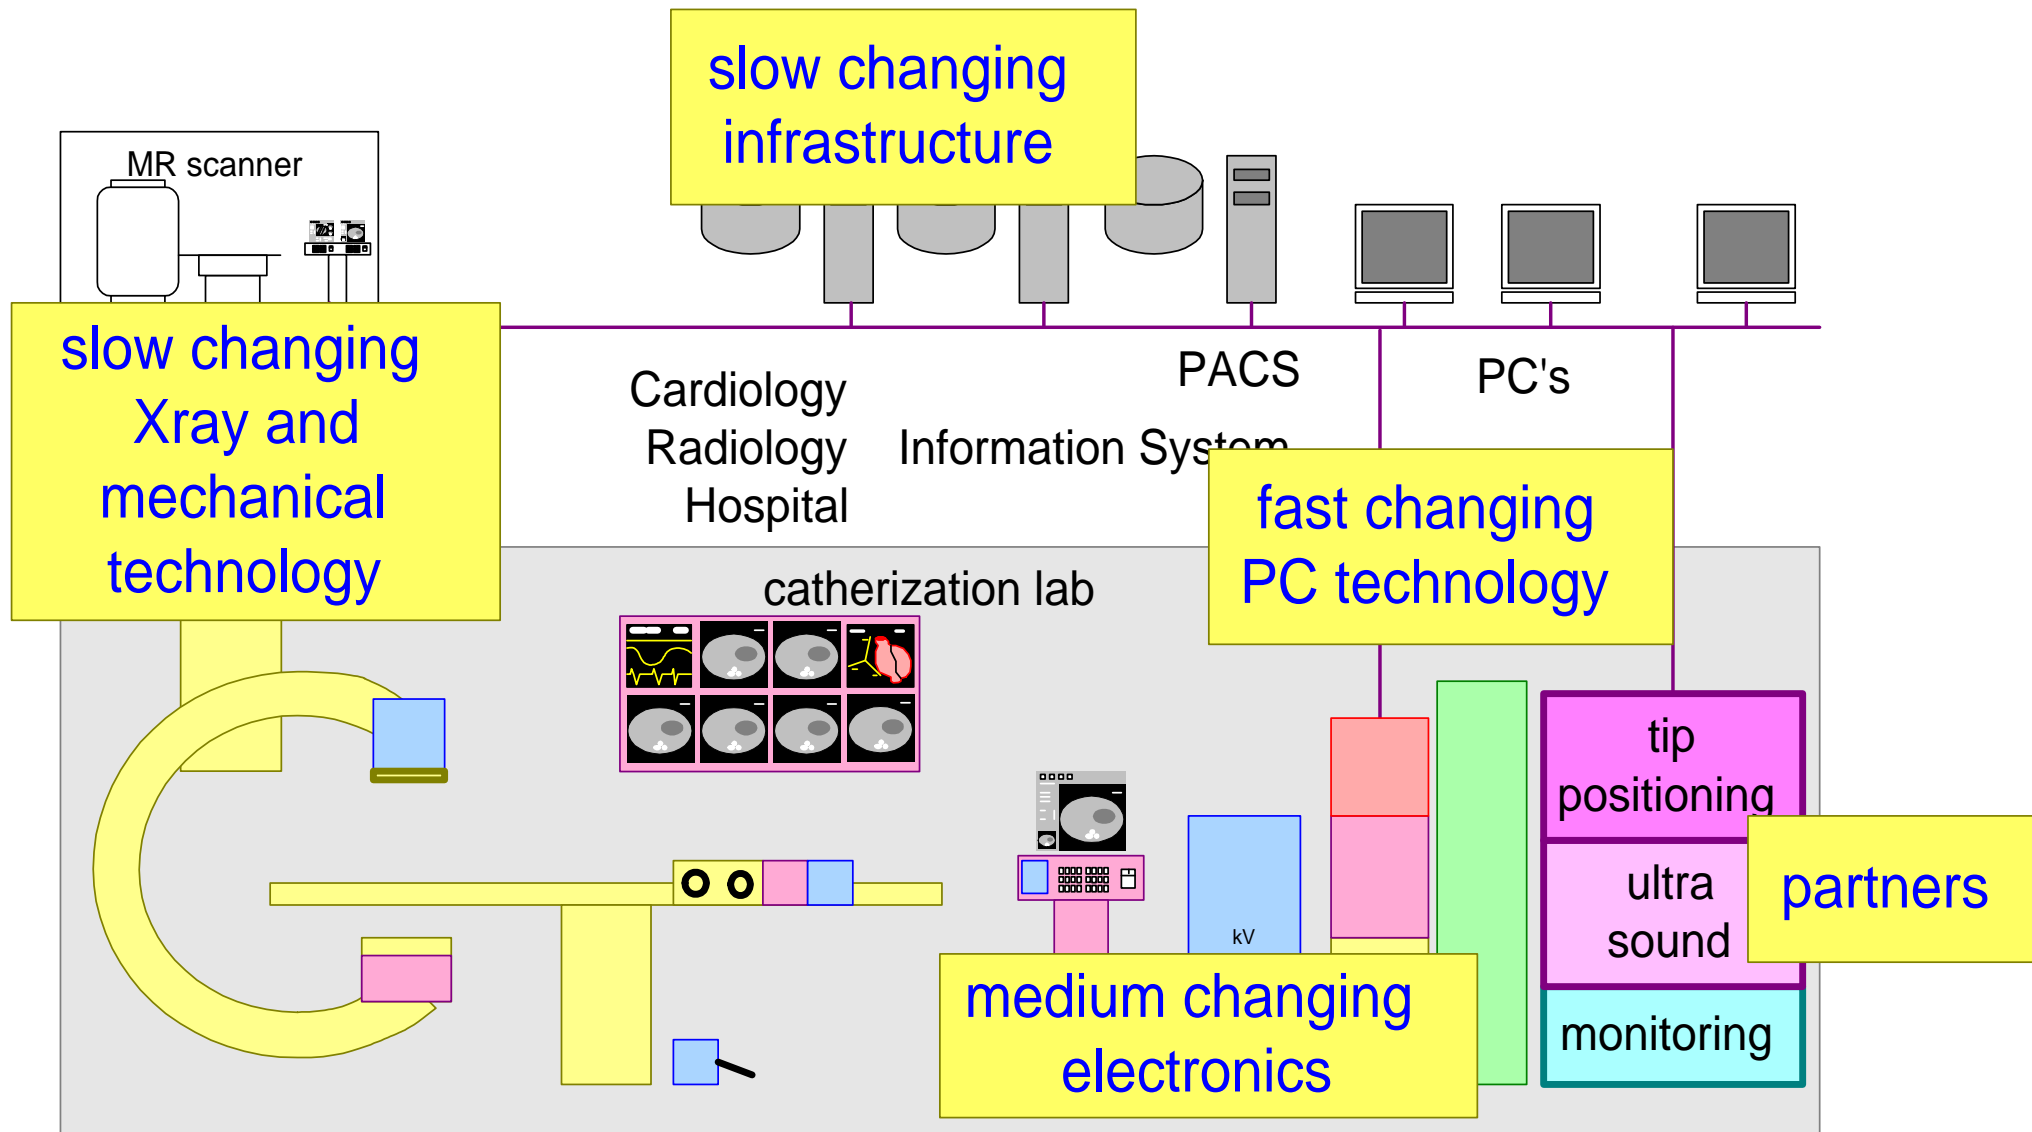 slow changing
infrastructure
MR scanner
slow changing
Xray and
mechanical
technology
Cardiology
Radiology
Hospital
Information System
PACS
PC's
fast changing
PC technology
catherization lab
tip
positioning
ultra
sound
monitoring
partners
kV
medium changing
electronics